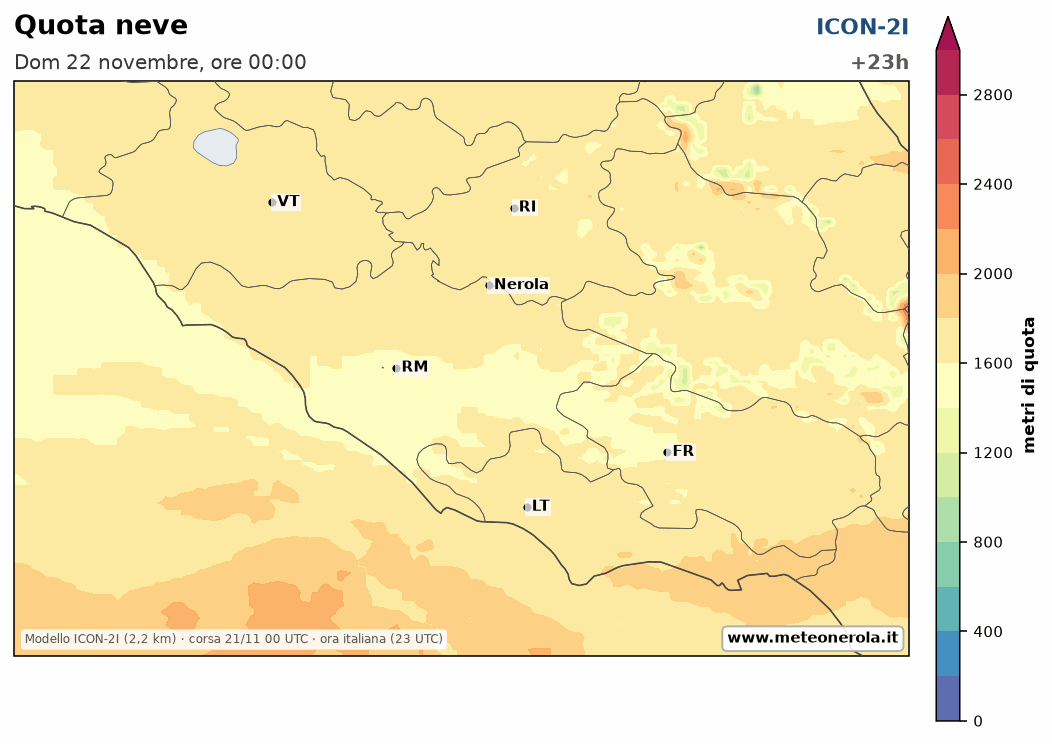 Quota neve
ICON-2I
Dom 22 novembre, ore 00:00
+23h
VT
RI
Nerola
RM
FR
LT
2800
2400
2000
1600
1200
800
400
0
metri di quota
Modello ICON-2I (2,2 km) · corsa 21/11 00 UTC · ora italiana (23 UTC)
www.meteonerola.it